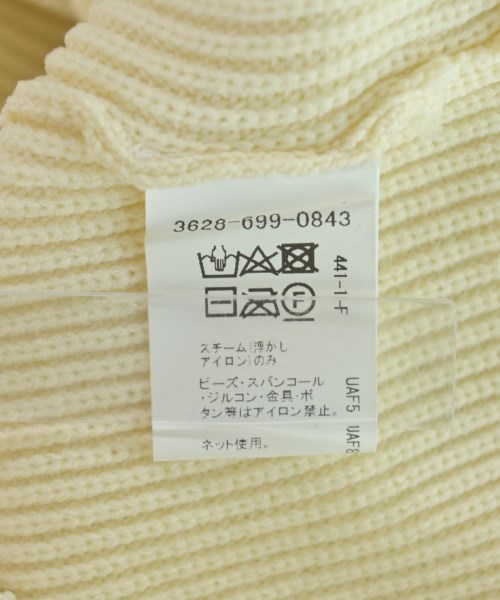 3628-699-0843
441-1-F
F
スチーム(浮かし
アイロン)のみ
ビーズ・スパンコール
・ジルコン・金具・ボ
タン等はアイロン禁止。
ネット使用。
UAF5 UAF8